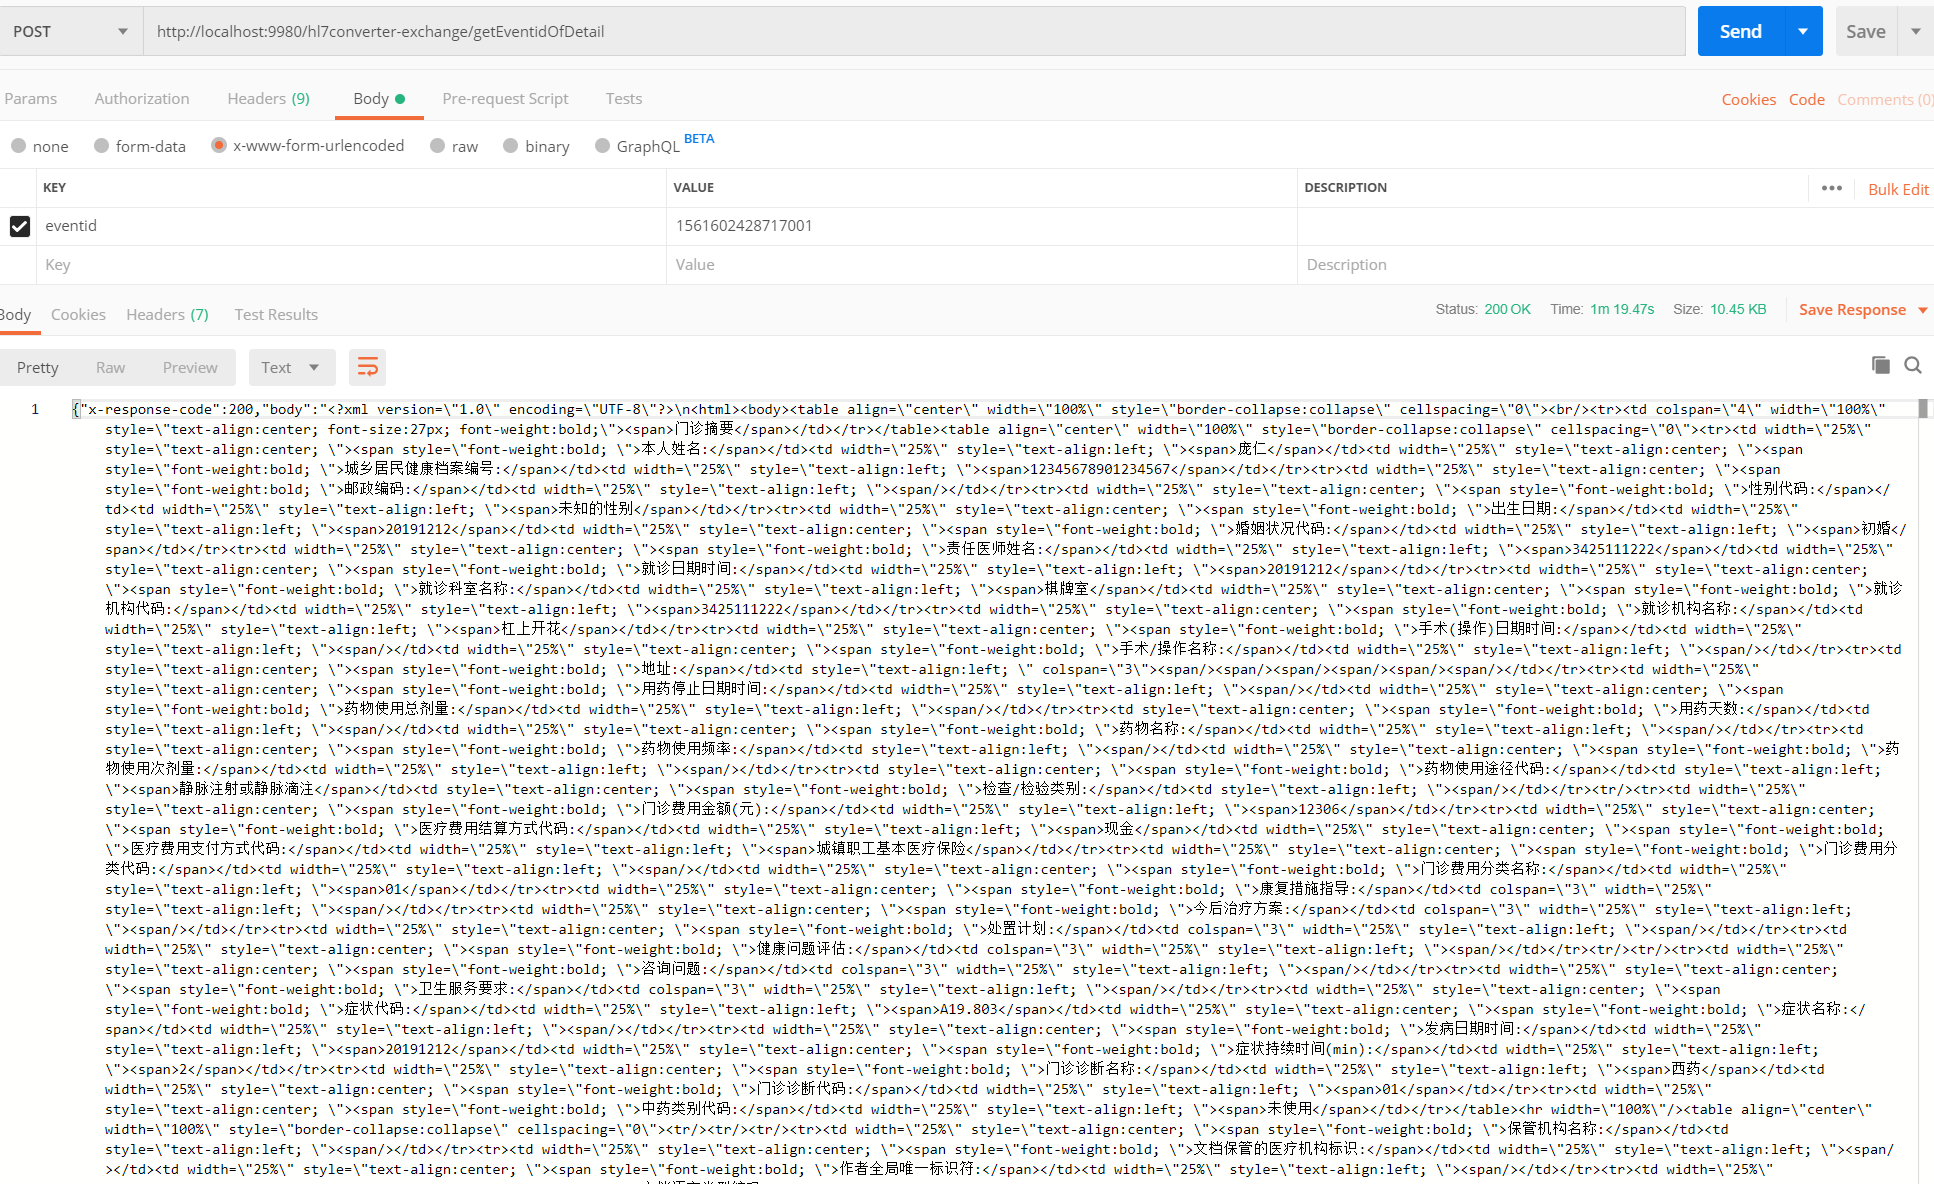 POST http://localhost:9980/hl7converter-exchange/getEventidOfDetail Send Save
Params Authorization Headers (9) Body Pre-request Script Tests Cookies Code Comments (0)
none form-data x-www-form-urlencoded raw binary GraphQL BETA
KEY VALUE DESCRIPTION ••• Bulk Edit
eventid 1561602428717001
Key Value Description
Body Cookies Headers (7) Test Results Status: 200 OK Time: 1m 19.47s Size: 10.45 KB Save Response
Pretty Raw Preview Text
1 {"x-response-code":200,"body":"<?xml version=\"1.0\" encoding=\"UTF-8\"?>\n<html><body><table align=\"center\" width=\"100%\" style=\"border-collapse:collapse\" cellspacing=\"0\"><br/><tr><td colspan=\"4\" width=\"100%\"
style=\"text-align:center; font-size:27px; font-weight:bold;\"><span>门诊摘要</span></td></tr></table><table align=\"center\" width=\"100%\" style=\"border-collapse:collapse\" cellspacing=\"0\"><tr><td width=\"25%\"
style=\"text-align:center; \"><span style=\"font-weight:bold; \">本人姓名:</span></td><td width=\"25%\" style=\"text-align:left; \"><span>庞仁</span></td><td width=\"25%\" style=\"text-align:center; \"><span
style=\"font-weight:bold; \">城乡居民健康档案编号:</span></td><td width=\"25%\" style=\"text-align:left; \"><span>12345678901234567</span></td></tr><tr><td width=\"25%\" style=\"text-align:center; \"><span
style=\"font-weight:bold; \">邮政编码:</span></td><td width=\"25%\" style=\"text-align:left; \"><span/></td></tr><tr><td width=\"25%\" style=\"text-align:center; \"><span style=\"font-weight:bold; \">性别代码:</span></
td><td width=\"25%\" style=\"text-align:left; \"><span>未知的性别</span></td></tr><tr><td width=\"25%\" style=\"text-align:center; \"><span style=\"font-weight:bold; \">出生日期:</span></td><td width=\"25%\"
style=\"text-align:left; \"><span>20191212</span></td><td width=\"25%\" style=\"text-align:center; \"><span style=\"font-weight:bold; \">婚姻状况代码:</span></td><td width=\"25%\" style=\"text-align:left; \"><span>初婚</
span></td></tr><tr><td width=\"25%\" style=\"text-align:center; \"><span style=\"font-weight:bold; \">责任医师姓名:</span></td><td width=\"25%\" style=\"text-align:left; \"><span>3425111222</span></td><td width=\"25%\"
style=\"text-align:center; \"><span style=\"font-weight:bold; \">就诊日期时间:</span></td><td width=\"25%\" style=\"text-align:left; \"><span>20191212</span></td></tr><tr><td width=\"25%\" style=\"text-align:center;
\"><span style=\"font-weight:bold; \">就诊科室名称:</span></td><td width=\"25%\" style=\"text-align:left; \"><span>棋牌室</span></td><td width=\"25%\" style=\"text-align:center; \"><span style=\"font-weight:bold; \">就诊
机构代码:</span></td><td width=\"25%\" style=\"text-align:left; \"><span>3425111222</span></td></tr><tr><td width=\"25%\" style=\"text-align:center; \"><span style=\"font-weight:bold; \">就诊机构名称:</span></td><td
width=\"25%\" style=\"text-align:left; \"><span>杠上开花</span></td></tr><tr><td width=\"25%\" style=\"text-align:center; \"><span style=\"font-weight:bold; \">手术(操作)日期时间:</span></td><td width=\"25%\"
style=\"text-align:left; \"><span/></td><td width=\"25%\" style=\"text-align:center; \"><span style=\"font-weight:bold; \">手术/操作名称:</span></td><td width=\"25%\" style=\"text-align:left; \"><span/></td></tr><tr><td
style=\"text-align:center; \"><span style=\"font-weight:bold; \">地址:</span></td><td style=\"text-align:left; \" colspan=\"3\"><span/><span/><span/><span/><span/><span/></td></tr><tr><td width=\"25%\"
style=\"text-align:center; \"><span style=\"font-weight:bold; \">用药停止日期时间:</span></td><td width=\"25%\" style=\"text-align:left; \"><span/></td><td width=\"25%\" style=\"text-align:center; \"><span
style=\"font-weight:bold; \">药物使用总剂量:</span></td><td width=\"25%\" style=\"text-align:left; \"><span/></td></tr><tr><td style=\"text-align:center; \"><span style=\"font-weight:bold; \">用药天数:</span></td><td
style=\"text-align:left; \"><span/></td><td width=\"25%\" style=\"text-align:center; \"><span style=\"font-weight:bold; \">药物名称:</span></td><td width=\"25%\" style=\"text-align:left; \"><span/></td></tr><tr><td
style=\"text-align:center; \"><span style=\"font-weight:bold; \">药物使用频率:</span></td><td style=\"text-align:left; \"><span/></td><td width=\"25%\" style=\"text-align:center; \"><span style=\"font-weight:bold; \">药
物使用次剂量:</span></td><td width=\"25%\" style=\"text-align:left; \"><span/></td></tr><tr><td style=\"text-align:center; \"><span style=\"font-weight:bold; \">药物使用途径代码:</span></td><td style=\"text-align:left;
\"><span>静脉注射或静脉滴注</span></td><td style=\"text-align:center; \"><span style=\"font-weight:bold; \">检查/检验类别:</span></td><td style=\"text-align:left; \"><span/></td></tr><tr/><tr><td width=\"25%\"
style=\"text-align:center; \"><span style=\"font-weight:bold; \">门诊费用金额(元):</span></td><td width=\"25%\" style=\"text-align:left; \"><span>12306</span></td></tr><tr><td width=\"25%\" style=\"text-align:center;
\"><span style=\"font-weight:bold; \">医疗费用结算方式代码:</span></td><td width=\"25%\" style=\"text-align:left; \"><span>现金</span></td><td width=\"25%\" style=\"text-align:center; \"><span style=\"font-weight:bold;
\">医疗费用支付方式代码:</span></td><td width=\"25%\" style=\"text-align:left; \"><span>城镇职工基本医疗保险</span></td></tr><tr><td width=\"25%\" style=\"text-align:center; \"><span style=\"font-weight:bold; \">门诊费用分
类代码:</span></td><td width=\"25%\" style=\"text-align:left; \"><span/></td><td width=\"25%\" style=\"text-align:center; \"><span style=\"font-weight:bold; \">门诊费用分类名称:</span></td><td width=\"25%\"
style=\"text-align:left; \"><span>01</span></td></tr><tr><td width=\"25%\" style=\"text-align:center; \"><span style=\"font-weight:bold; \">康复措施指导:</span></td><td colspan=\"3\" width=\"25%\"
style=\"text-align:left; \"><span/></td></tr><tr><td width=\"25%\" style=\"text-align:center; \"><span style=\"font-weight:bold; \">今后治疗方案:</span></td><td colspan=\"3\" width=\"25%\" style=\"text-align:left;
\"><span/></td></tr><tr><td width=\"25%\" style=\"text-align:center; \"><span style=\"font-weight:bold; \">处置计划:</span></td><td colspan=\"3\" width=\"25%\" style=\"text-align:left; \"><span/></td></tr><tr><td
width=\"25%\" style=\"text-align:center; \"><span style=\"font-weight:bold; \">健康问题评估:</span></td><td colspan=\"3\" width=\"25%\" style=\"text-align:left; \"><span/></td></tr><tr/><tr/><tr><td width=\"25%\"
style=\"text-align:center; \"><span style=\"font-weight:bold; \">咨询问题:</span></td><td colspan=\"3\" width=\"25%\" style=\"text-align:left; \"><span/></td></tr><tr><td width=\"25%\" style=\"text-align:center;
\"><span style=\"font-weight:bold; \">卫生服务要求:</span></td><td colspan=\"3\" width=\"25%\" style=\"text-align:left; \"><span/></td></tr><tr><td width=\"25%\" style=\"text-align:center; \"><span
style=\"font-weight:bold; \">症状代码:</span></td><td width=\"25%\" style=\"text-align:left; \"><span>A19.803</span></td><td width=\"25%\" style=\"text-align:center; \"><span style=\"font-weight:bold; \">症状名称:</
span></td><td width=\"25%\" style=\"text-align:left; \"><span/></td></tr><tr><td width=\"25%\" style=\"text-align:center; \"><span style=\"font-weight:bold; \">发病日期时间:</span></td><td width=\"25%\"
style=\"text-align:left; \"><span>20191212</span></td><td width=\"25%\" style=\"text-align:center; \"><span style=\"font-weight:bold; \">症状持续时间(min):</span></td><td width=\"25%\" style=\"text-align:left;
\"><span>2</span></td></tr><tr><td width=\"25%\" style=\"text-align:center; \"><span style=\"font-weight:bold; \">门诊诊断名称:</span></td><td width=\"25%\" style=\"text-align:left; \"><span>西药</span></td><td
width=\"25%\" style=\"text-align:center; \"><span style=\"font-weight:bold; \">门诊诊断代码:</span></td><td width=\"25%\" style=\"text-align:left; \"><span>01</span></td></tr><tr><td width=\"25%\"
style=\"text-align:center; \"><span style=\"font-weight:bold; \">中药类别代码:</span></td><td width=\"25%\" style=\"text-align:left; \"><span>未使用</span></td></tr></table><hr width=\"100%\"/><table align=\"center\"
width=\"100%\" style=\"border-collapse:collapse\" cellspacing=\"0\"><tr/><tr/><tr/><tr><td width=\"25%\" style=\"text-align:center; \"><span style=\"font-weight:bold; \">保管机构名称:</span></td><td
style=\"text-align:left; \"><span/></td></tr><tr><td width=\"25%\" style=\"text-align:center; \"><span style=\"font-weight:bold; \">文档保管的医疗机构标识:</span></td><td width=\"25%\" style=\"text-align:left; \"><span/
></td><td width=\"25%\" style=\"text-align:center; \"><span style=\"font-weight:bold; \">作者全局唯一标识符:</span></td><td width=\"25%\" style=\"text-align:left; \"><span/></td></tr><tr><td width=\"25%\"